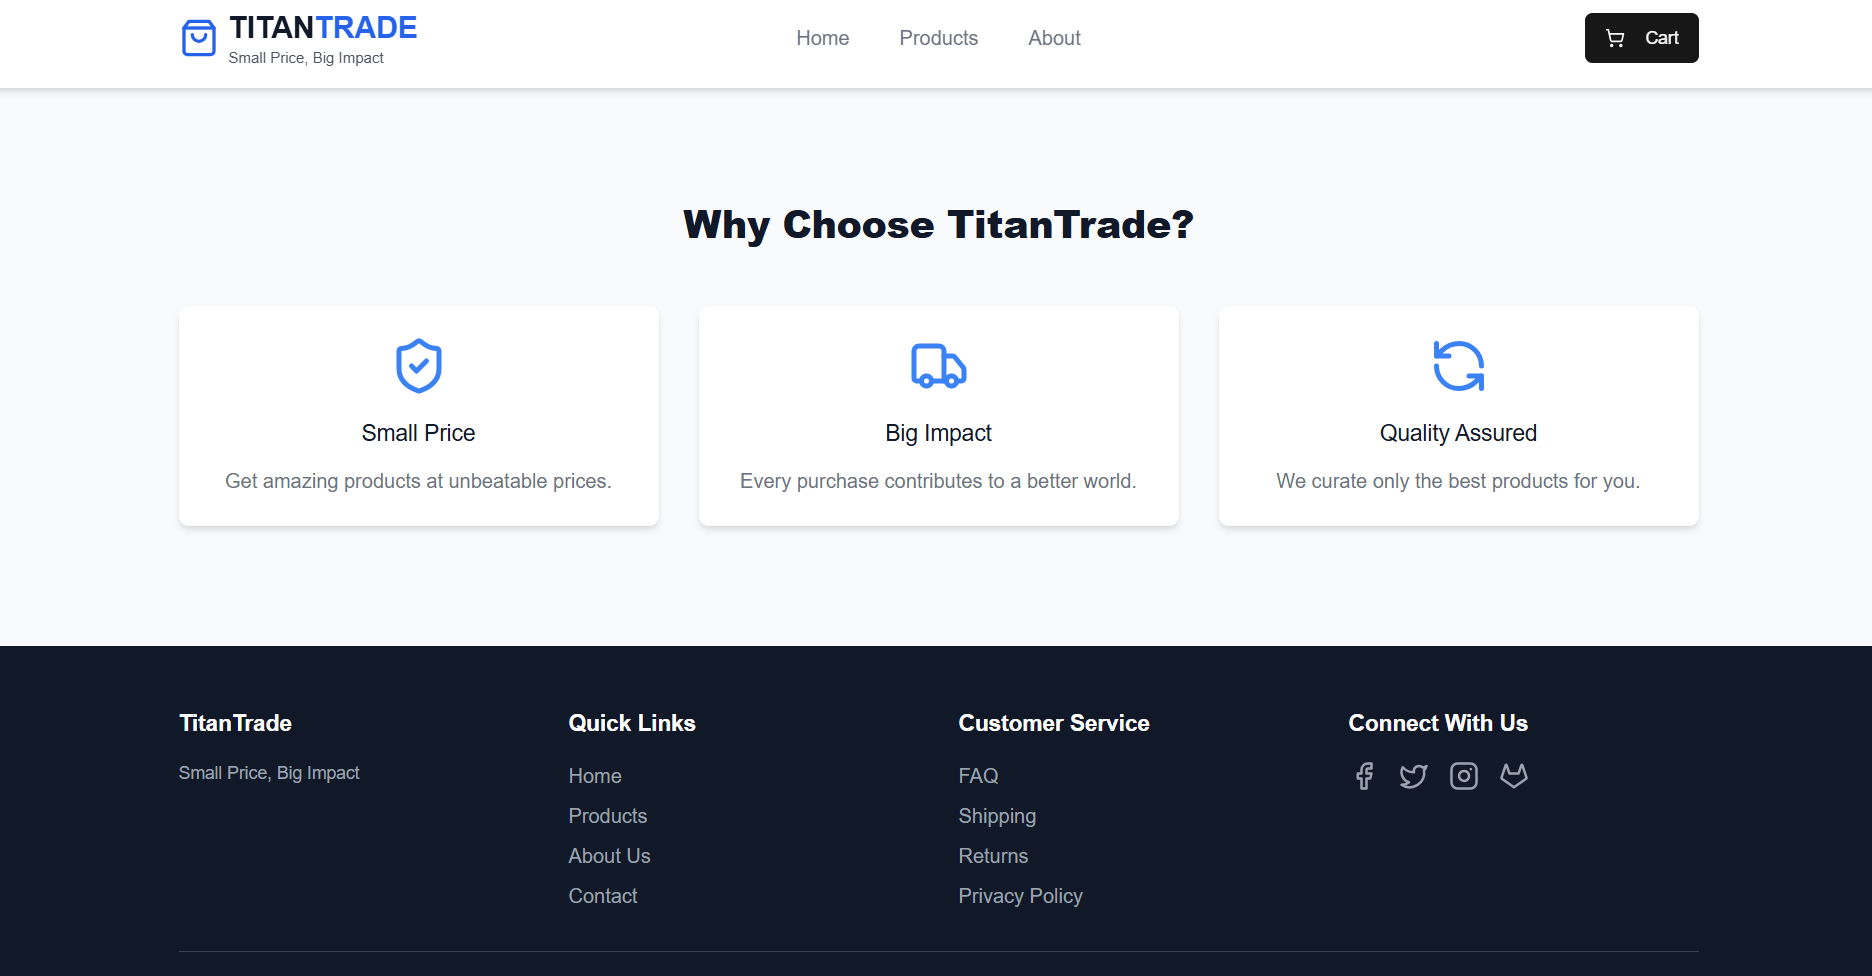 TITANTRADE
Small Price, Big Impact
Home
Products
About
Cart
Why Choose TitanTrade?
Small Price
Get amazing products at unbeatable prices.
Big Impact
Every purchase contributes to a better world.
Quality Assured
We curate only the best products for you.
TitanTrade
Small Price, Big Impact
Quick Links
Home
Products
About Us
Contact
Customer Service
FAQ
Shipping
Returns
Privacy Policy
Connect With Us